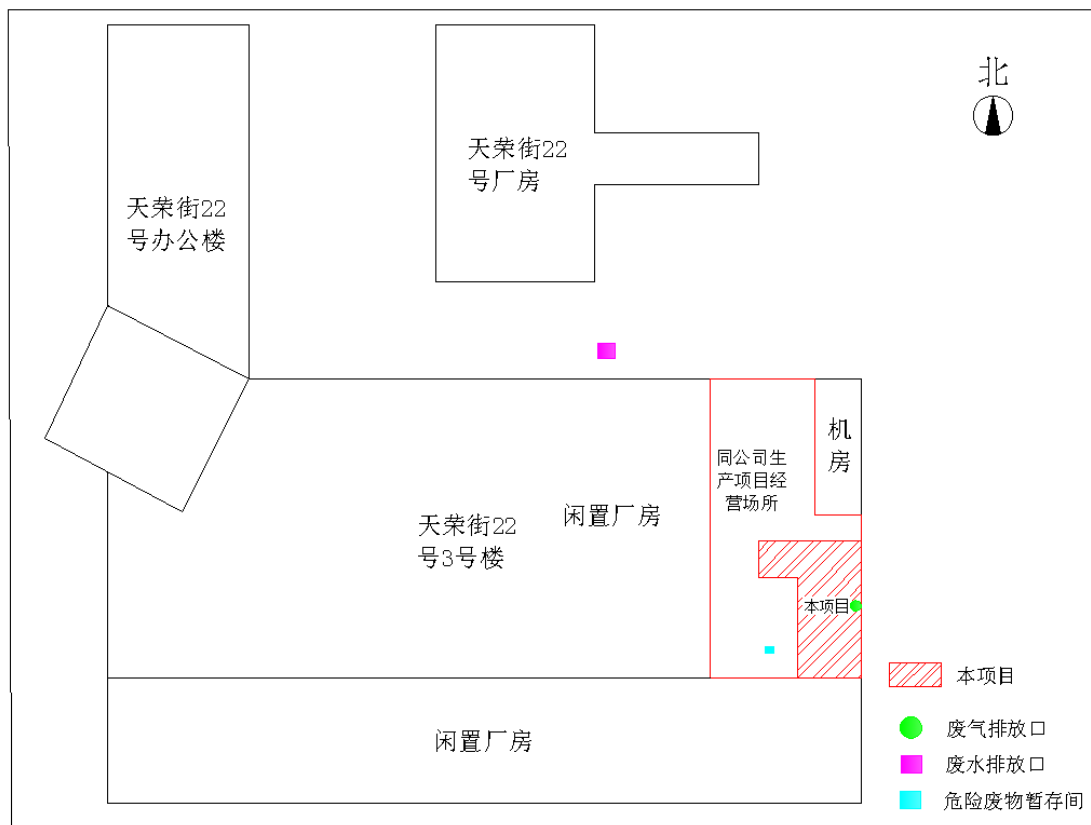 北
天荣街22
号厂房
天荣街22
号办公楼
机
房
同公司生
产项目经
营场所
闲置厂房
天荣街22
号3号楼
本项目
本项目
闲置厂房
废气排放口
废水排放口
危险废物暂存间